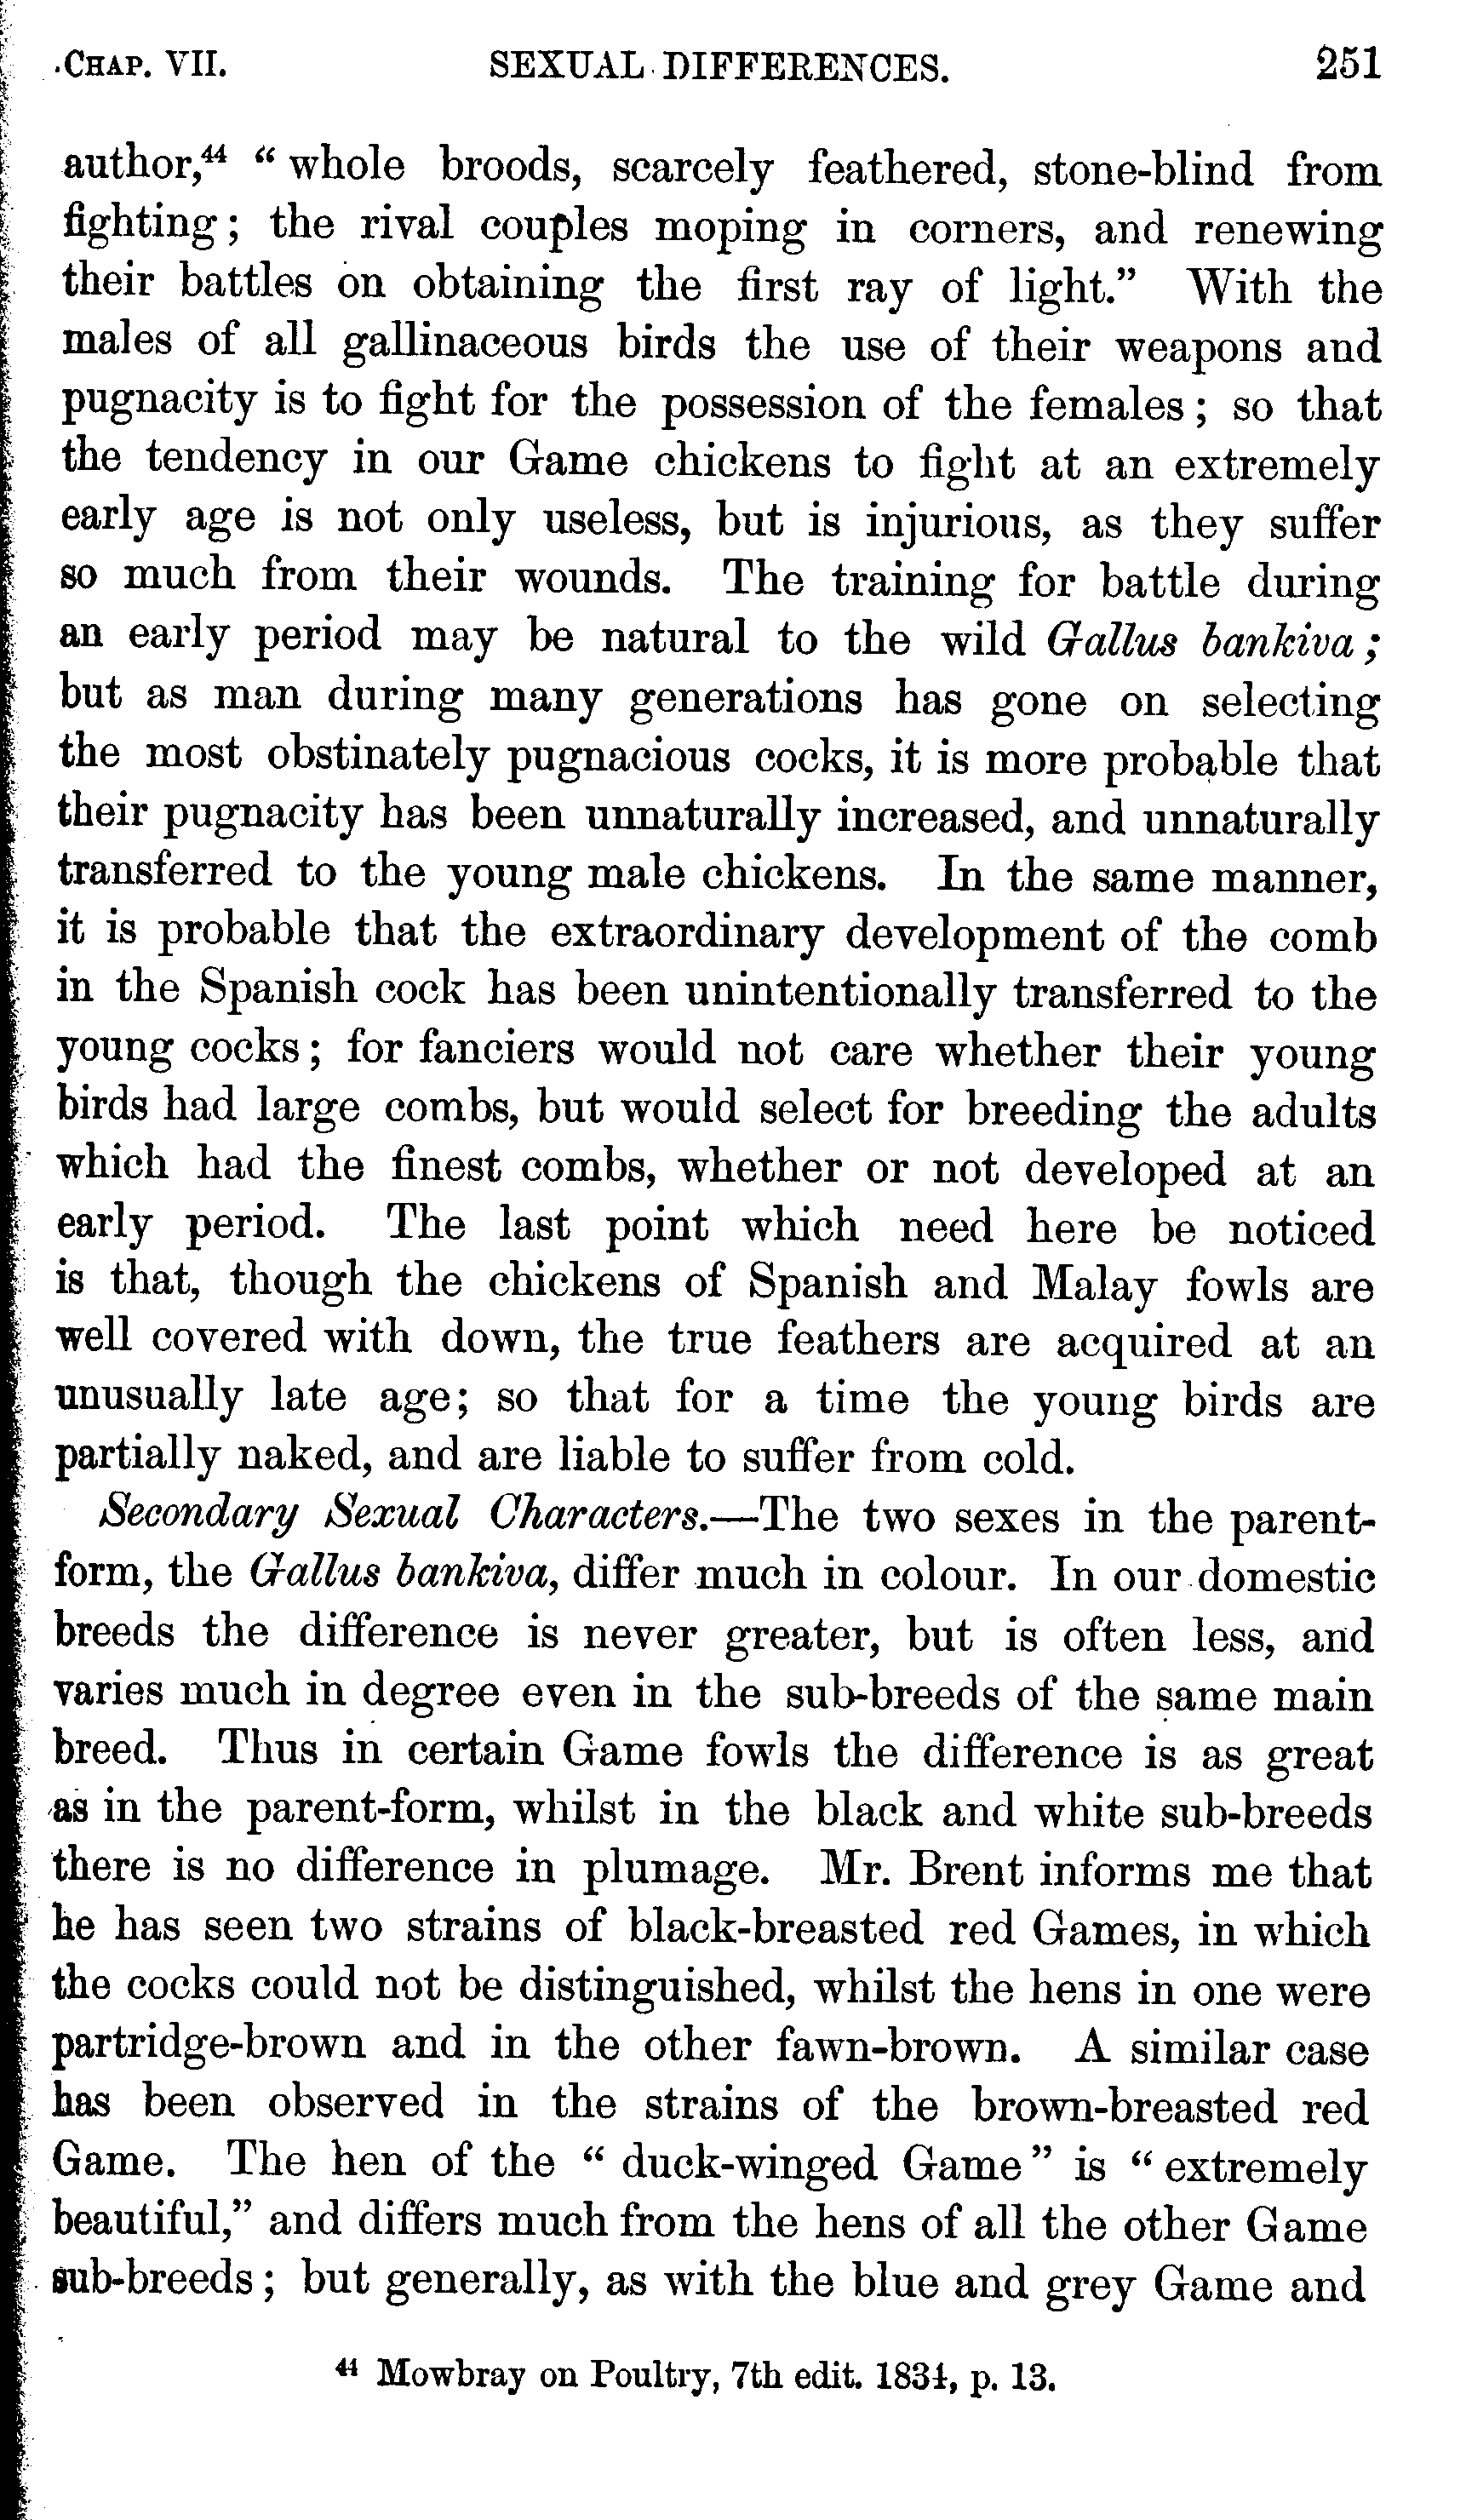 CHAP. VII. SEXUAL DIFFERENCES. 251
author,⁴⁴ “ whole broods, scarcely feathered, stone-blind from
fighting; the rival couples moping in corners, and renewing
their battles on obtaining the first ray of light.” With the
males of all gallinaceous birds the use of their weapons and
pugnacity is to fight for the possession of the females; so that
the tendency in our Game chickens to fight at an extremely
early age is not only useless, but is injurious, as they suffer
so much from their wounds. The training for battle during
an early period may be natural to the wild Gallus bankiva;
but as man during many generations has gone on selecting
the most obstinately pugnacious cocks, it is more probable that
their pugnacity has been unnaturally increased, and unnaturally
transferred to the young male chickens. In the same manner,
it is probable that the extraordinary development of the comb
in the Spanish cock has been unintentionally transferred to the
young cocks; for fanciers would not care whether their young
birds had large combs, but would select for breeding the adults
which had the finest combs, whether or not developed at an
early period. The last point which need here be noticed
is that, though the chickens of Spanish and Malay fowls are
well covered with down, the true feathers are acquired at an
unusually late age; so that for a time the young birds are
partially naked, and are liable to suffer from cold.
Secondary Sexual Characters.—The two sexes in the parent-
form, the Gallus bankiva, differ much in colour. In our domestic
breeds the difference is never greater, but is often less, and
varies much in degree even in the sub-breeds of the same main
breed. Thus in certain Game fowls the difference is as great
as in the parent-form, whilst in the black and white sub-breeds
there is no difference in plumage. Mr. Brent informs me that
he has seen two strains of black-breasted red Games, in which
the cocks could not be distinguished, whilst the hens in one were
partridge-brown and in the other fawn-brown. A similar case
has been observed in the strains of the brown-breasted red
Game. The hen of the “ duck-winged Game” is “ extremely
beautiful,” and differs much from the hens of all the other Game
sub-breeds; but generally, as with the blue and grey Game and
⁴⁴ Mowbray on Poultry, 7th edit. 1834, p. 13.